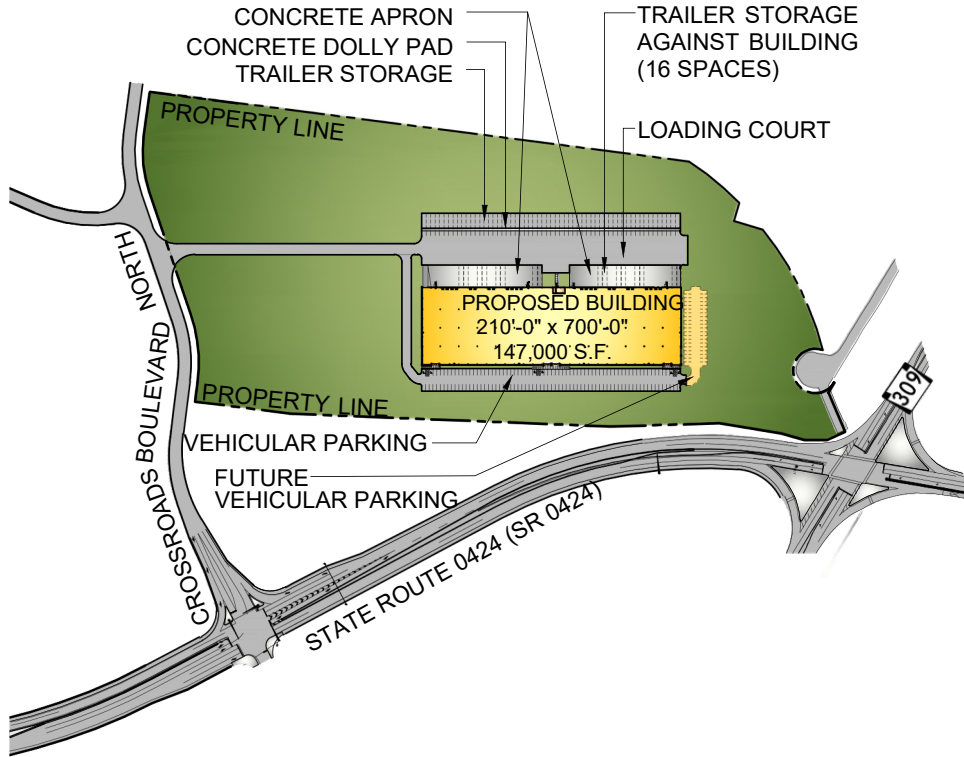 CONCRETE APRON
CONCRETE DOLLY PAD
TRAILER STORAGE
TRAILER STORAGE
AGAINST BUILDING
(16 SPACES)
LOADING COURT
PROPERTY LINE
PROPOSED BUILDING
210'-0" x 700'-0"
147,000 S.F.
PROPERTY LINE
VEHICULAR PARKING
FUTURE
VEHICULAR PARKING
CROSSROADS BOULEVARD NORTH
STATE ROUTE 0424 (SR 0424)
309